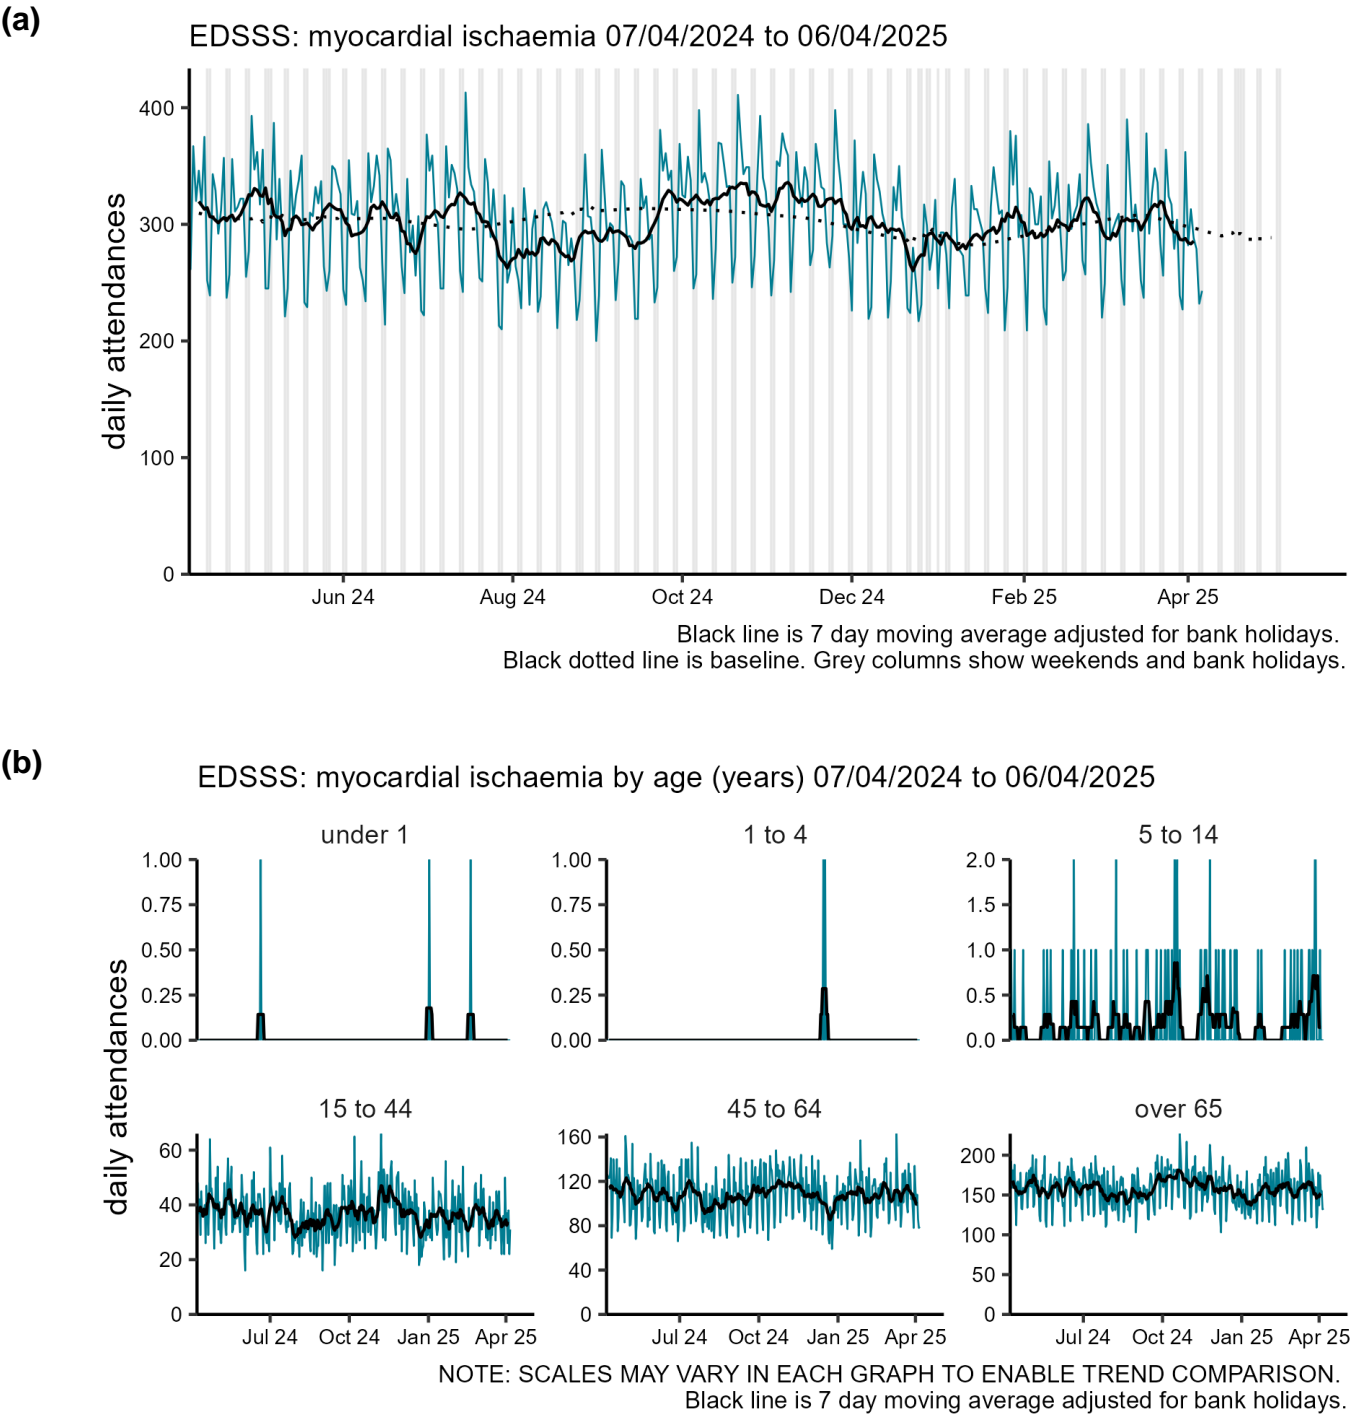 (a)
EDSSS: myocardial ischaemia 07/04/2024 to 06/04/2025
daily attendances
400
300
200
100
0
Jun 24 Aug 24 Oct 24 Dec 24 Feb 25 Apr 25
Black line is 7 day moving average adjusted for bank holidays.
Black dotted line is baseline. Grey columns show weekends and bank holidays.
(b)
EDSSS: myocardial ischaemia by age (years) 07/04/2024 to 06/04/2025
daily attendances
under 1
1.00
0.75
0.50
0.25
0.00
1 to 4
1.00
0.75
0.50
0.25
0.00
5 to 14
2.0
1.5
1.0
0.5
0.0
15 to 44
60
40
20
0
Jul 24 Oct 24 Jan 25 Apr 25
45 to 64
160
120
80
40
0
Jul 24 Oct 24 Jan 25 Apr 25
over 65
200
150
100
50
0
Jul 24 Oct 24 Jan 25 Apr 25
NOTE: SCALES MAY VARY IN EACH GRAPH TO ENABLE TREND COMPARISON.
Black line is 7 day moving average adjusted for bank holidays.